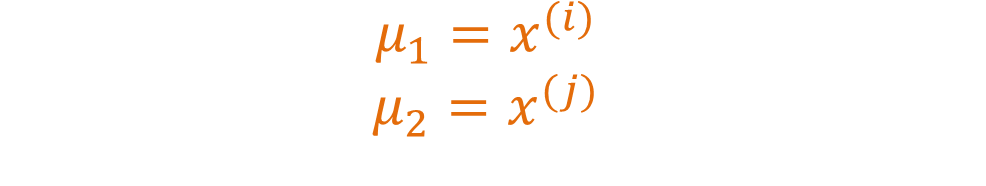 μ₁ = x⁽ⁱ⁾
μ₂ = x⁽ʲ⁾